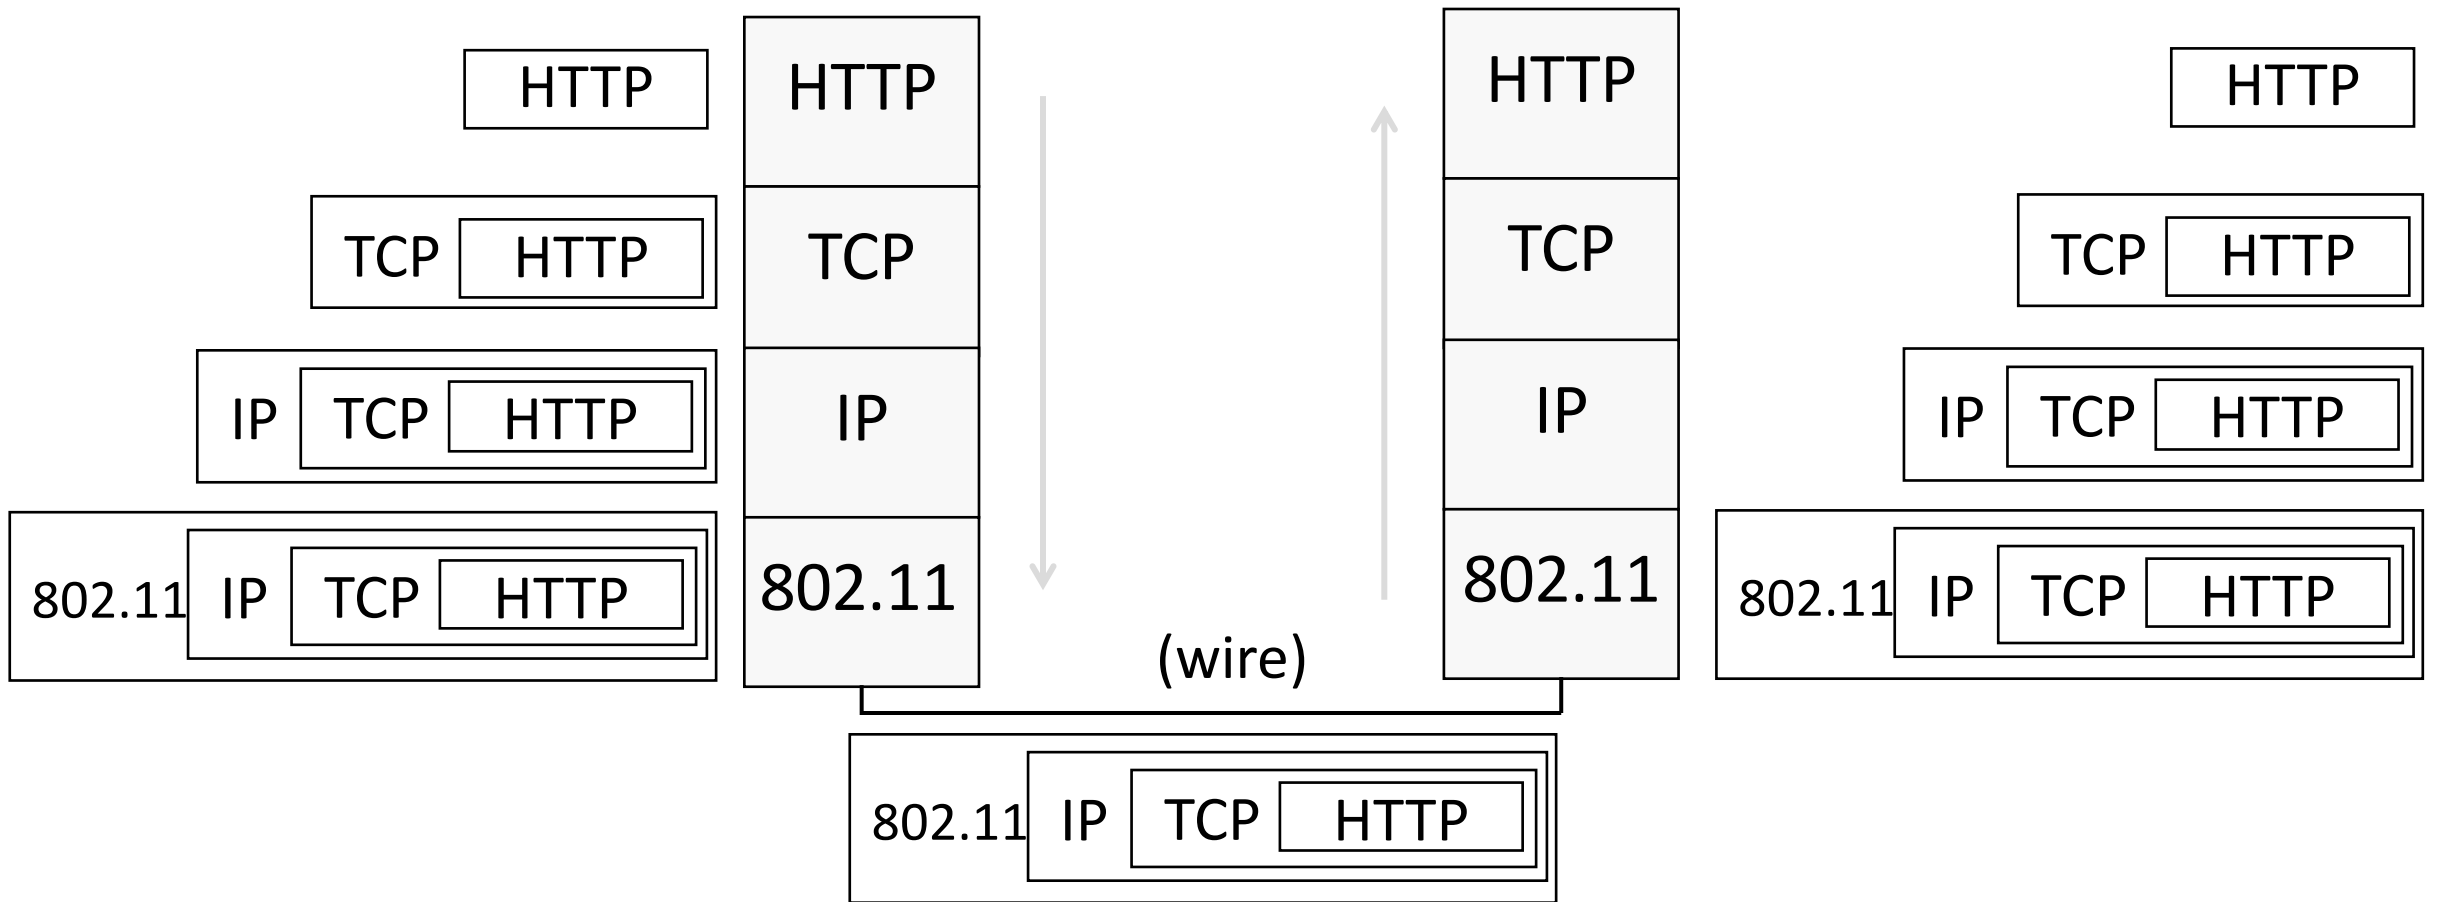 HTTP HTTP HTTP HTTP
TCP HTTP TCP TCP TCP HTTP
IP TCP HTTP IP IP IP TCP HTTP
802.11 IP TCP HTTP 802.11 802.11 802.11 IP TCP HTTP
(wire)
802.11 IP TCP HTTP